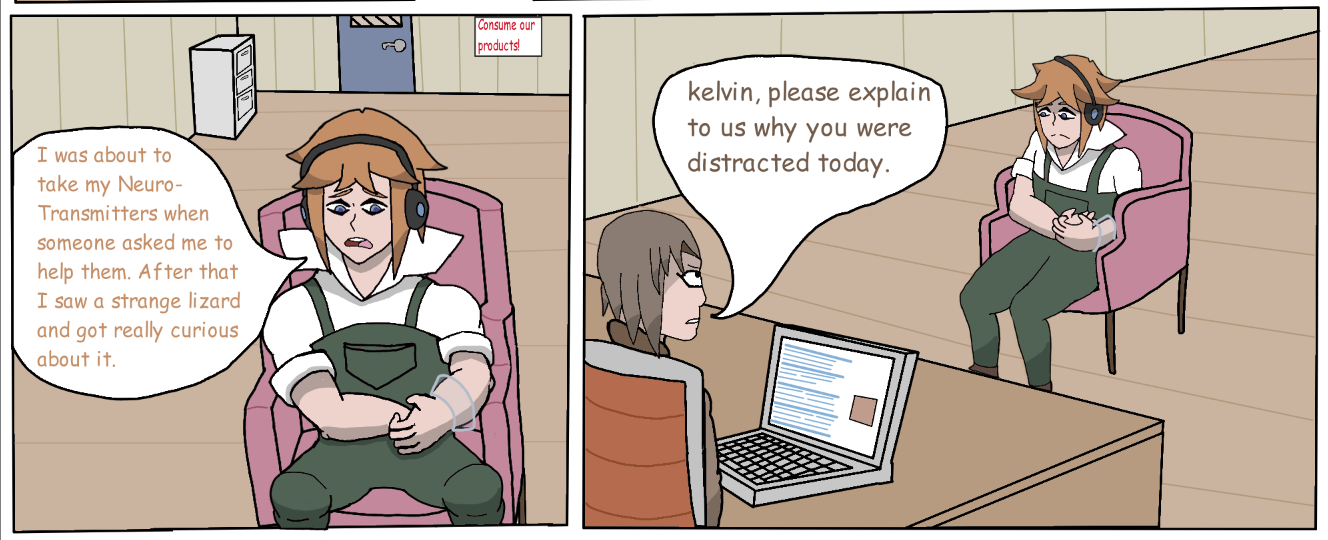 kelvin, please explain
to us why you were
distracted today.
Consume our
products!
I was about to
take my Neuro-
Transmitters when
someone asked me to
help them. After that
I saw a strange lizard
and got really curious
about it.